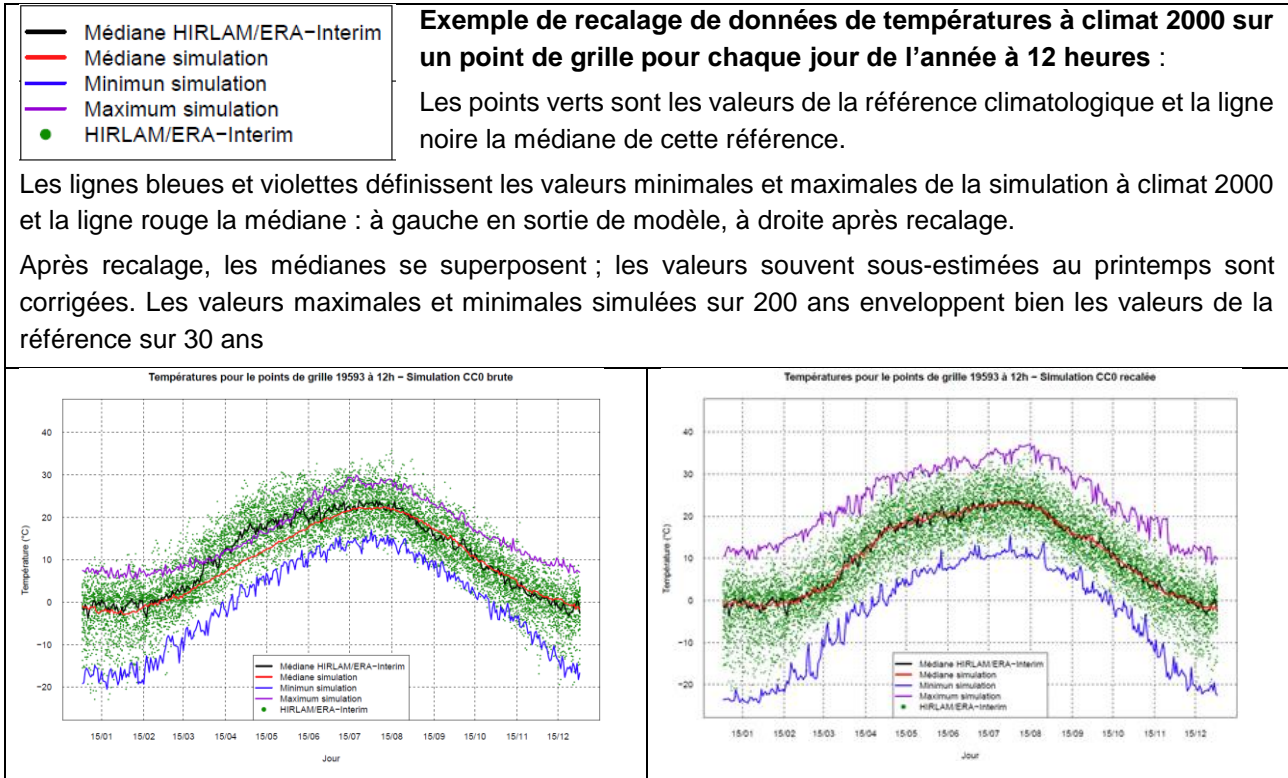 Médiane HIRLAM/ERA−Interim
Médiane simulation
Minimun simulation
Maximum simulation
HIRLAM/ERA−Interim
Exemple de recalage de données de températures à climat 2000 sur
un point de grille pour chaque jour de l’année à 12 heures :
Les points verts sont les valeurs de la référence climatologique et la ligne
noire la médiane de cette référence.
Les lignes bleues et violettes définissent les valeurs minimales et maximales de la simulation à climat 2000
et la ligne rouge la médiane : à gauche en sortie de modèle, à droite après recalage.
Après recalage, les médianes se superposent ; les valeurs souvent sous-estimées au printemps sont
corrigées. Les valeurs maximales et minimales simulées sur 200 ans enveloppent bien les valeurs de la
référence sur 30 ans
Températures pour le points de grille 19593 à 12h − Simulation CC0 brute
Température (°C)
40
30
20
10
0
−10
−20
Médiane HIRLAM/ERA−Interim
Médiane simulation
Minimun simulation
Maximum simulation
HIRLAM/ERA−Interim
15/01 15/02 15/03 15/04 15/05 15/06 15/07 15/08 15/09 15/10 15/11 15/12
Jour
Températures pour le points de grille 19593 à 12h − Simulation CC0 recalée
Température (°C)
40
30
20
10
0
−10
−20
Médiane HIRLAM/ERA−Interim
Médiane simulation
Minimun simulation
Maximum simulation
HIRLAM/ERA−Interim
15/01 15/02 15/03 15/04 15/05 15/06 15/07 15/08 15/09 15/10 15/11 15/12
Jour